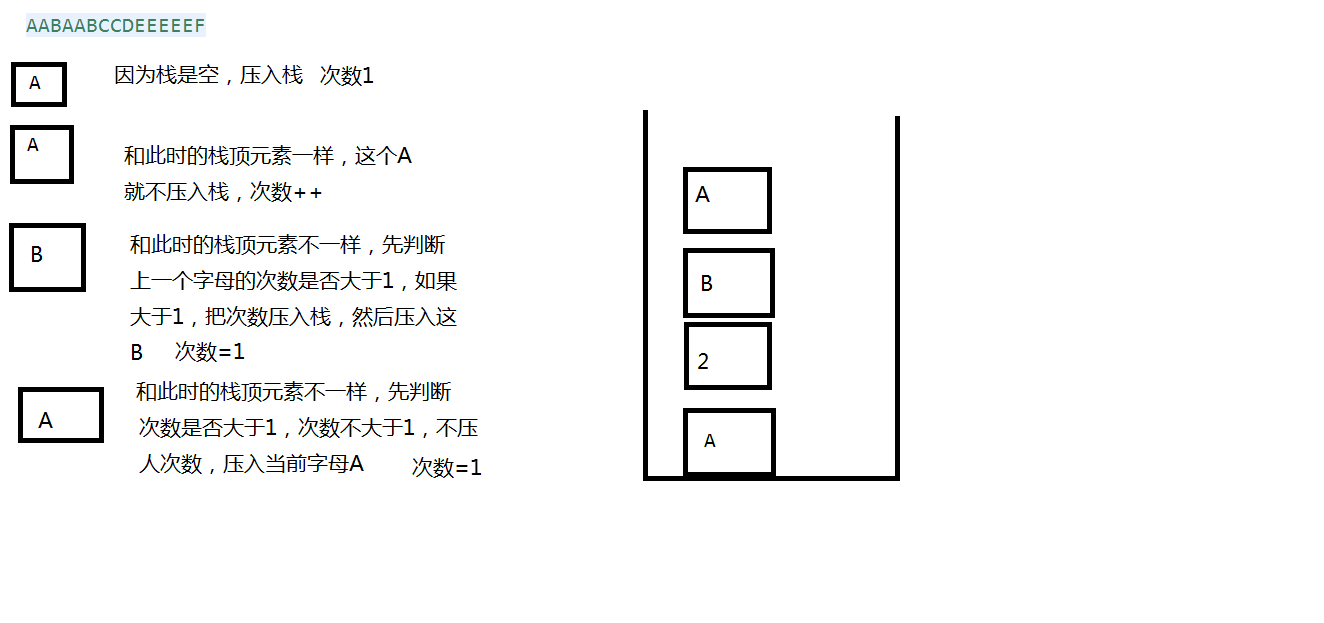 AABAABCCDEEEEEF
A
因为栈是空，压入栈 次数1
A
和此时的栈顶元素一样，这个A
就不压入栈，次数++
B
和此时的栈顶元素不一样，先判断
上一个字母的次数是否大于1，如果
大于1，把次数压入栈，然后压入这
B 次数=1
A
和此时的栈顶元素不一样，先判断
次数是否大于1，次数不大于1，不压
人次数，压入当前字母A 次数=1
A
B
2
A